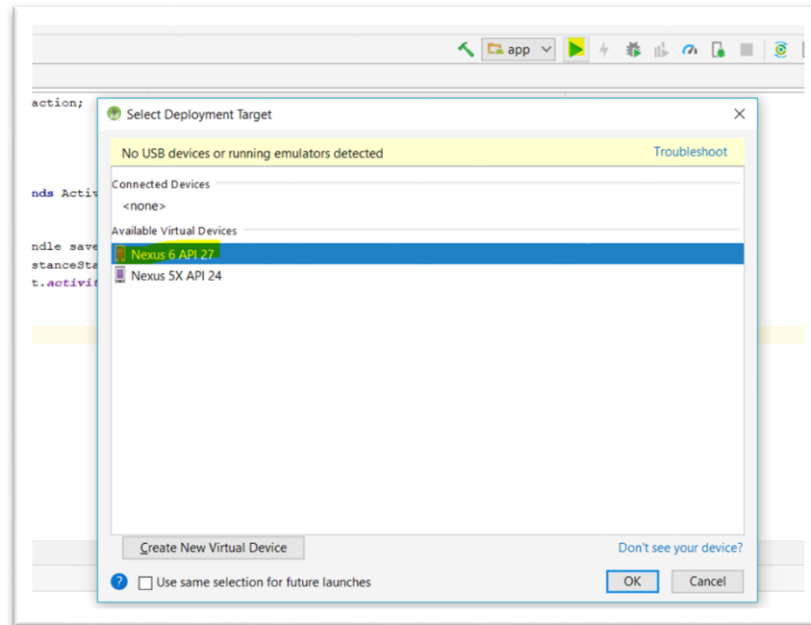 app
action;
Select Deployment Target
No USB devices or running emulators detected
Troubleshoot
nds Activ
Connected Devices
<none>
Available Virtual Devices
ndle save
Nexus 6 API 27
stanceSta
Nexus 5X API 24
t.activit
Create New Virtual Device
Don't see your device?
? Use same selection for future launches
OK
Cancel